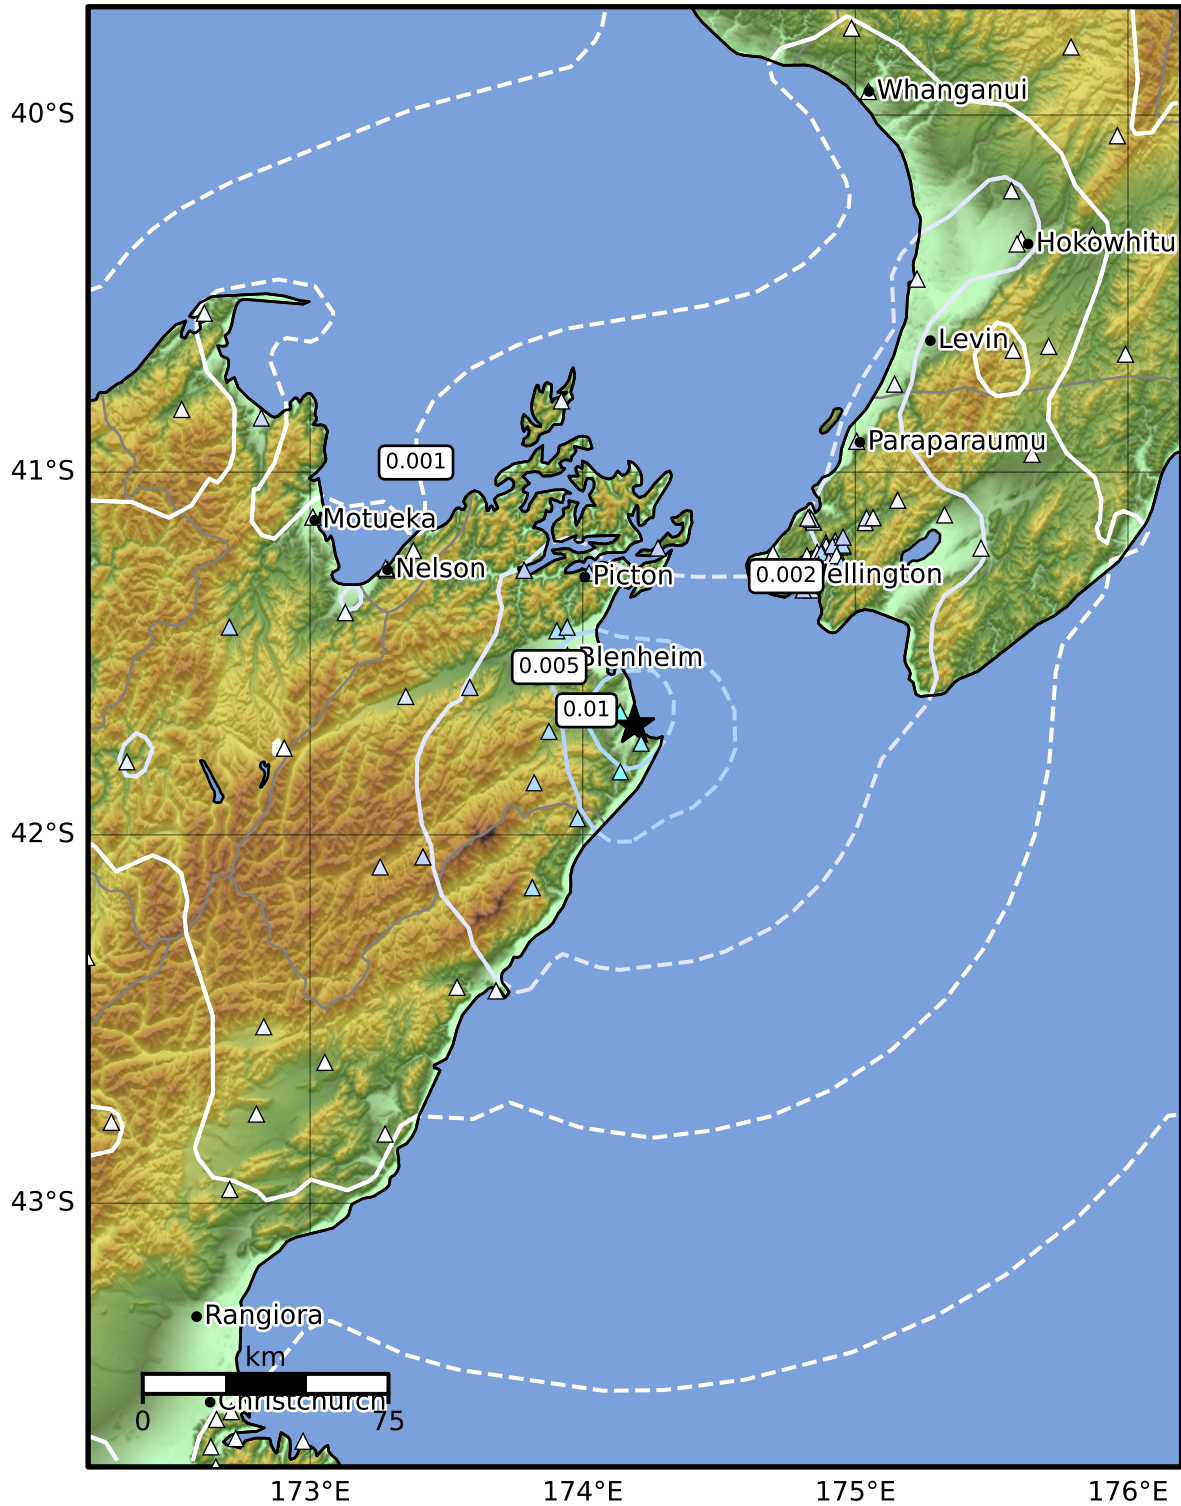 40°S
Whanganui
Hokowhitu
Levin
Paraparaumu
41°S
0.001
Motueka
Nelson
Picton
0.002
ellington
Blenheim
0.005
0.01
42°S
43°S
Rangiora
km
Christchurch
0
75
173°E
174°E
175°E
176°E